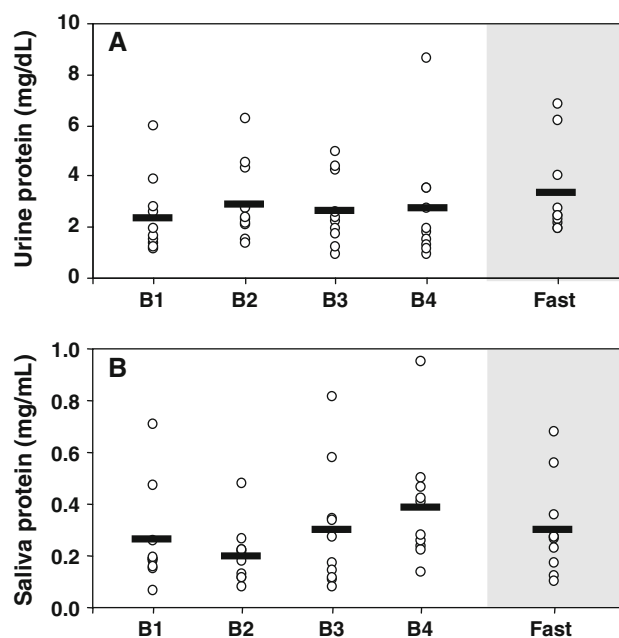 A
Urine protein (mg/dL)
10
8
6
4
2
0
B1 B2 B3 B4 Fast
B
Saliva protein (mg/mL)
1.0
0.8
0.6
0.4
0.2
0.0
B1 B2 B3 B4 Fast